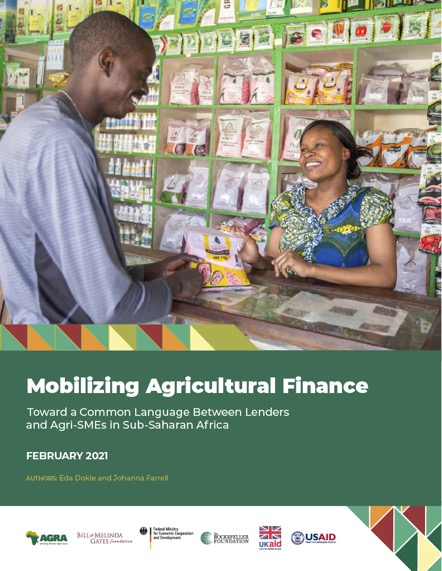 Mobilizing Agricultural Finance
Toward a Common Language Between Lenders
and Agri-SMEs in Sub-Saharan Africa
FEBRUARY 2021
AUTHORS: Eda Dokle and Johanna Farrell
AGRA
BILL & MELINDA
GATES foundation
Federal Ministry
for Economic Cooperation
and Development
ROCKEFELLER
FOUNDATION
UKaid
USAID